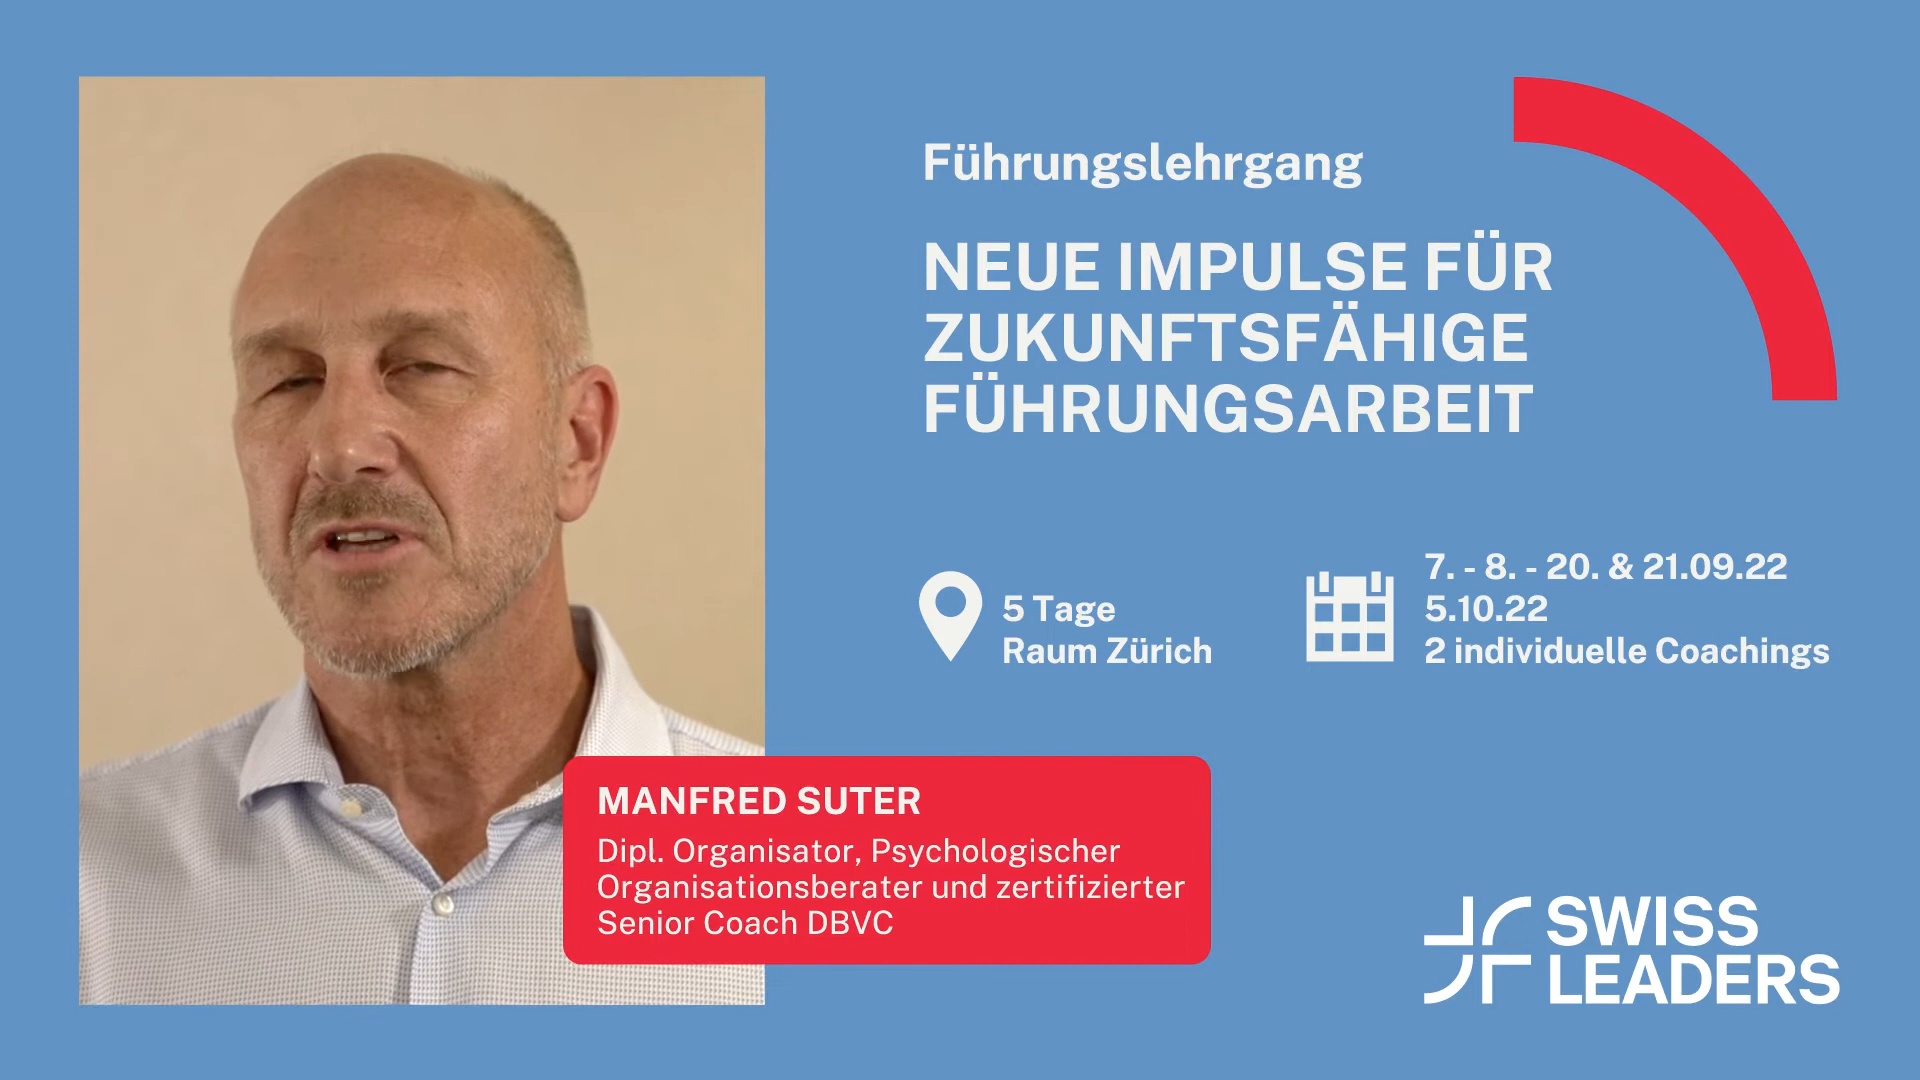 Führungslehrgang
NEUE IMPULSE FÜR
ZUKUNFTSFÄHIGE
FÜHRUNGSARBEIT
5 Tage
Raum Zürich
7. - 8. - 20. & 21.09.22
5.10.22
2 individuelle Coachings
MANFRED SUTER
Dipl. Organisator, Psychologischer
Organisationsberater und zertifizierter
Senior Coach DBVC
SWISS
LEADERS